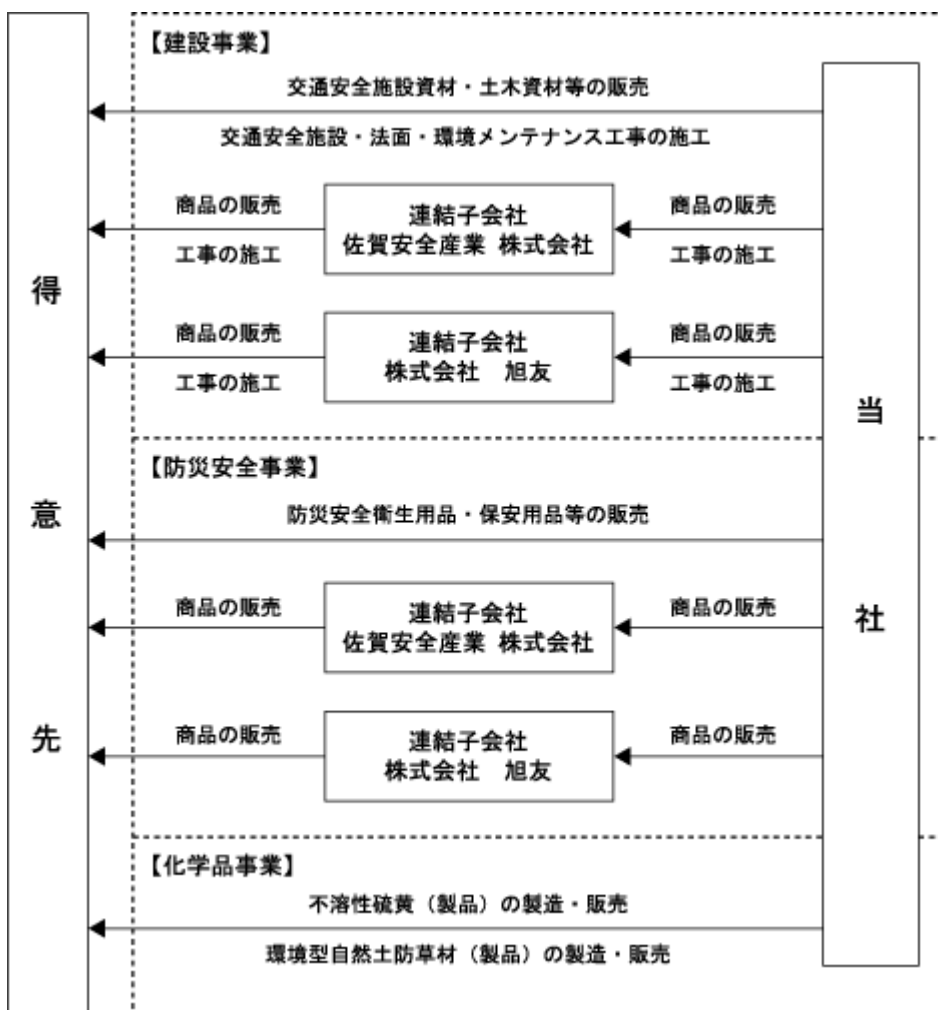 【建設事業】
交通安全施設資材・土木資材等の販売
交通安全施設・法面・環境メンテナンス工事の施工
商品の販売
工事の施工
連結子会社
佐賀安全産業 株式会社
商品の販売
工事の施工
商品の販売
工事の施工
連結子会社
株式会社 旭友
商品の販売
工事の施工
【防災安全事業】
防災安全衛生用品・保安用品等の販売
商品の販売
連結子会社
佐賀安全産業 株式会社
商品の販売
商品の販売
連結子会社
株式会社 旭友
商品の販売
【化学品事業】
不溶性硫黄（製品）の製造・販売
環境型自然土防草材（製品）の製造・販売
得意先
当社